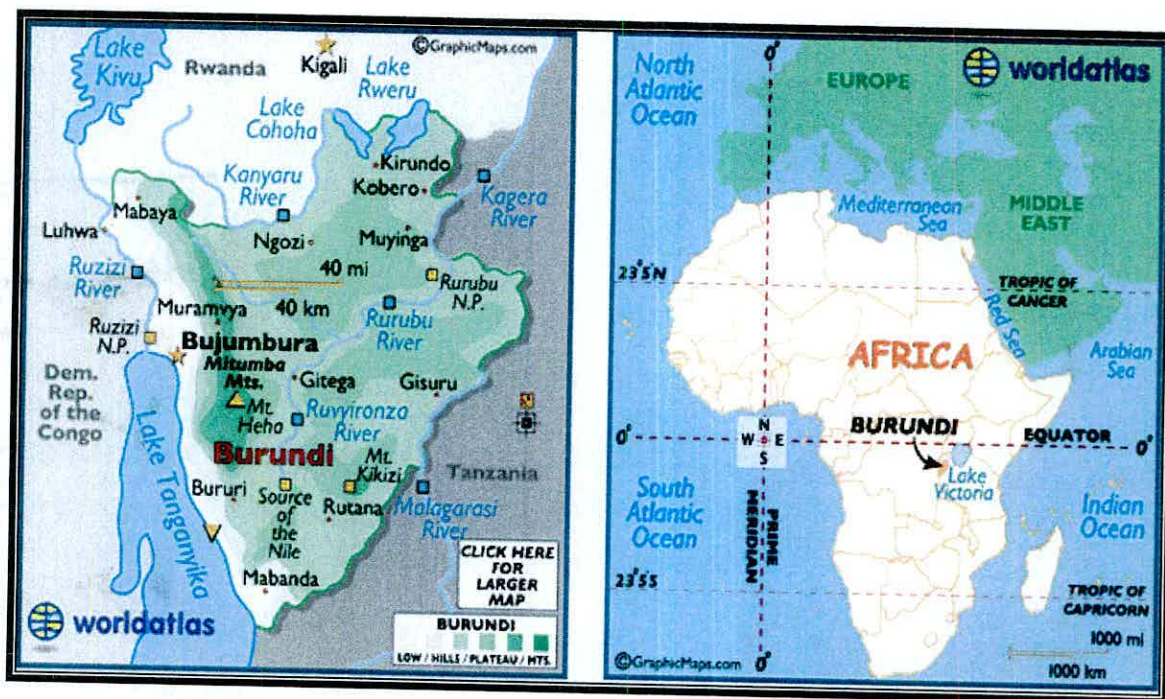 ©GraphicMaps.com
Lake
Kivu
Rwanda
Kigali
Lake
Rweru
Lake
Cohoha
Kirundo
Kobero
Kanyaru
River
Kagera
River
Mabaya
Luhwa
Ngozi
Muyinga
Ruzizi
River
40 mi
40 km
Rurubu
N.P.
Muramvya
Rurubu
River
Ruzizi
N.P.
Bujumbura
Mitumba
Mts.
Gitega
Gisuru
Dem.
Rep.
of the
Congo
Mt.
Heha
Ruvyironza
River
Burundi
Mt.
Kikizi
Tanzania
Lake Tanganyika
Bururi
Source
of
the
Nile
Rutana
Malagarasi
River
Mabanda
CLICK HERE
FOR
LARGER
MAP
worldatlas
BURUNDI
LOW / HILLS / PLATEAU / MTS.
0°
North
Atlantic
Ocean
EUROPE
worldatlas
Mediterranean
Sea
MIDDLE
EAST
23°5'N
TROPIC OF
CANCER
Red Sea
AFRICA
Arabian
Sea
BURUNDI
N
W E
S
0°
EQUATOR
0°
Lake
Victoria
South
Atlantic
Ocean
PRIME
MERIDIAN
Indian
Ocean
23°5'S
TROPIC OF
CAPRICORN
1000 mi
1000 km
©GraphicMaps.com
0°